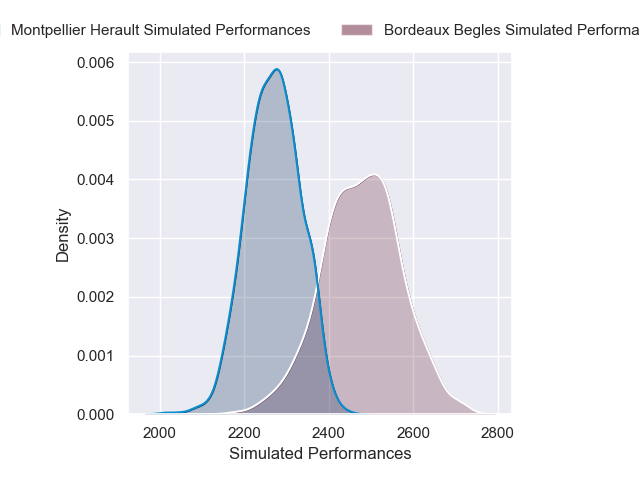 Montpellier Herault Simulated Performances Bordeaux Begles Simulated Performa
0.006
0.005
0.004
0.003
0.002
0.001
0.000
Density
2000 2200 2400 2600 2800
Simulated Performances